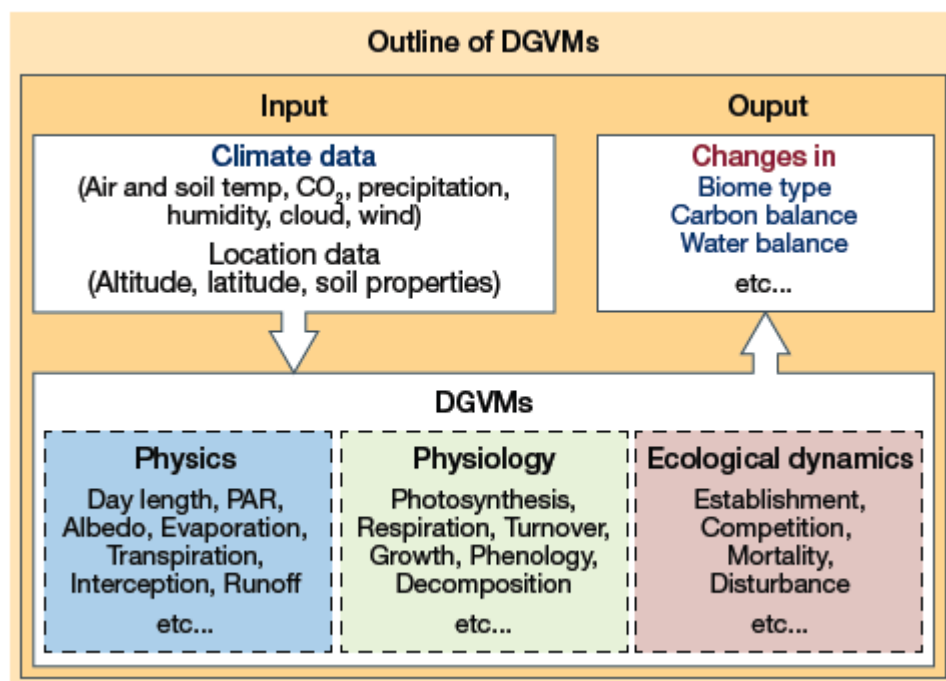 Outline of DGVMs
Input
Climate data
(Air and soil temp, CO₂, precipitation,
humidity, cloud, wind)
Location data
(Altitude, latitude, soil properties)
Ouput
Changes in
Biome type
Carbon balance
Water balance
etc...
DGVMs
Physics
Day length, PAR,
Albedo, Evaporation,
Transpiration,
Interception, Runoff
etc...
Physiology
Photosynthesis,
Respiration, Turnover,
Growth, Phenology,
Decomposition
etc...
Ecological dynamics
Establishment,
Competition,
Mortality,
Disturbance
etc...